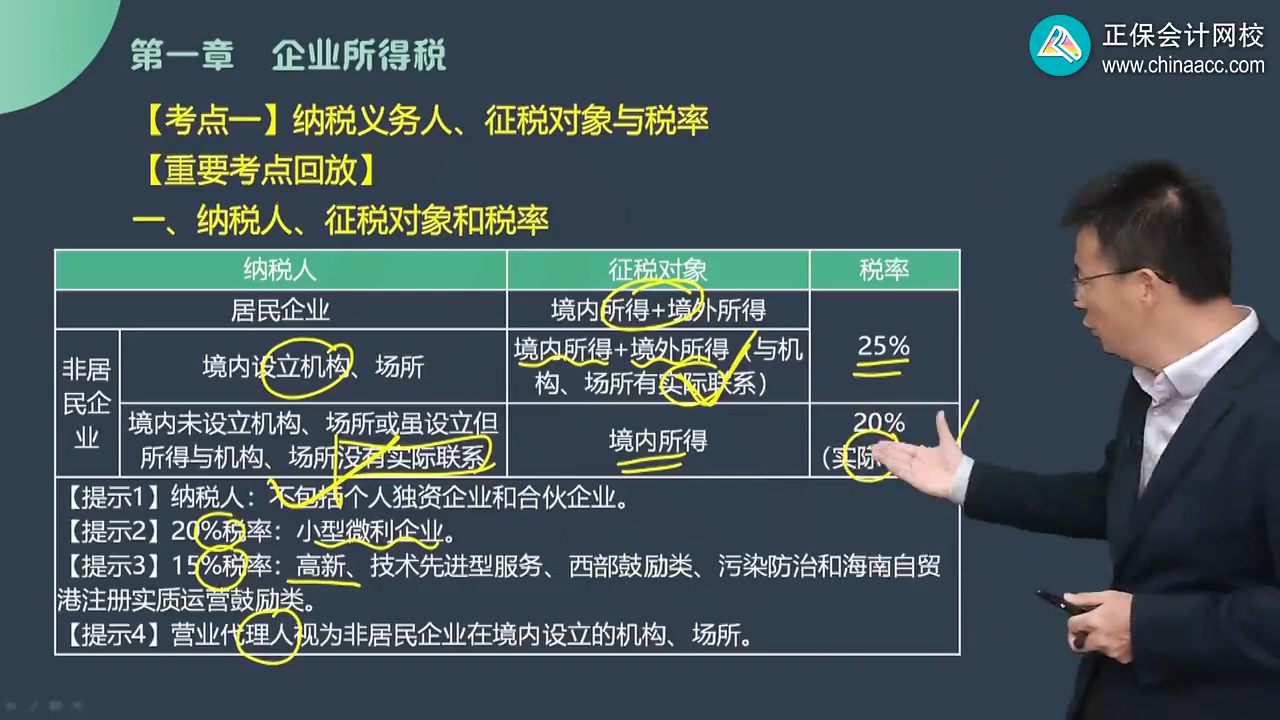 正保会计网校
www.chinaacc.com
第一章 企业所得税
【考点一】纳税义务人、征税对象与税率
【重要考点回放】
一、纳税人、征税对象和税率
纳税人 征税对象 税率
居民企业 境内所得+境外所得
25%
非居民企业
境内设立机构、场所
境内所得+境外所得（与机
构、场所有实际联系）
境内未设立机构、场所或虽设立但
所得与机构、场所没有实际联系
境内所得
20%
（实际
【提示1】纳税人：不包括个人独资企业和合伙企业。
【提示2】20%税率：小型微利企业。
【提示3】15%税率：高新、技术先进型服务、西部鼓励类、污染防治和海南自贸
港注册实质运营鼓励类。
【提示4】营业代理人视为非居民企业在境内设立的机构、场所。